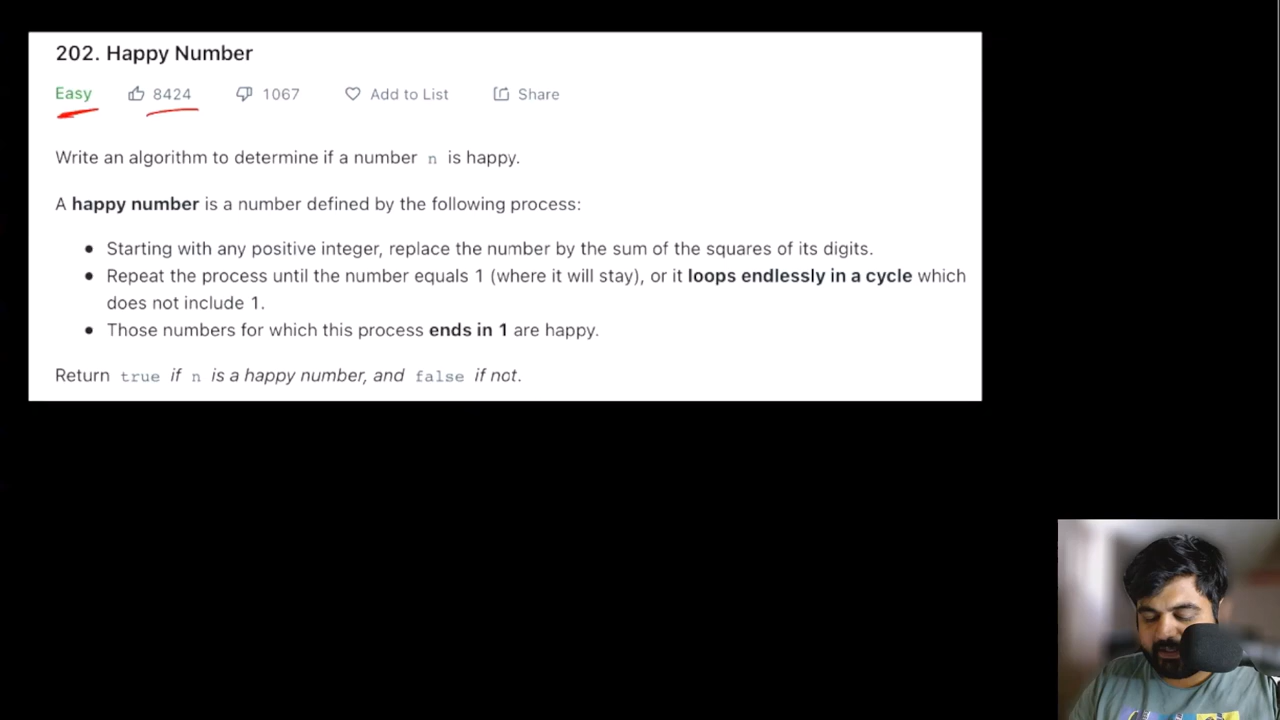 202. Happy Number
Easy 8424 1067 Add to List Share
Write an algorithm to determine if a number n is happy.
A happy number is a number defined by the following process:
• Starting with any positive integer, replace the number by the sum of the squares of its digits.
• Repeat the process until the number equals 1 (where it will stay), or it loops endlessly in a cycle which
does not include 1.
• Those numbers for which this process ends in 1 are happy.
Return true if n is a happy number, and false if not.